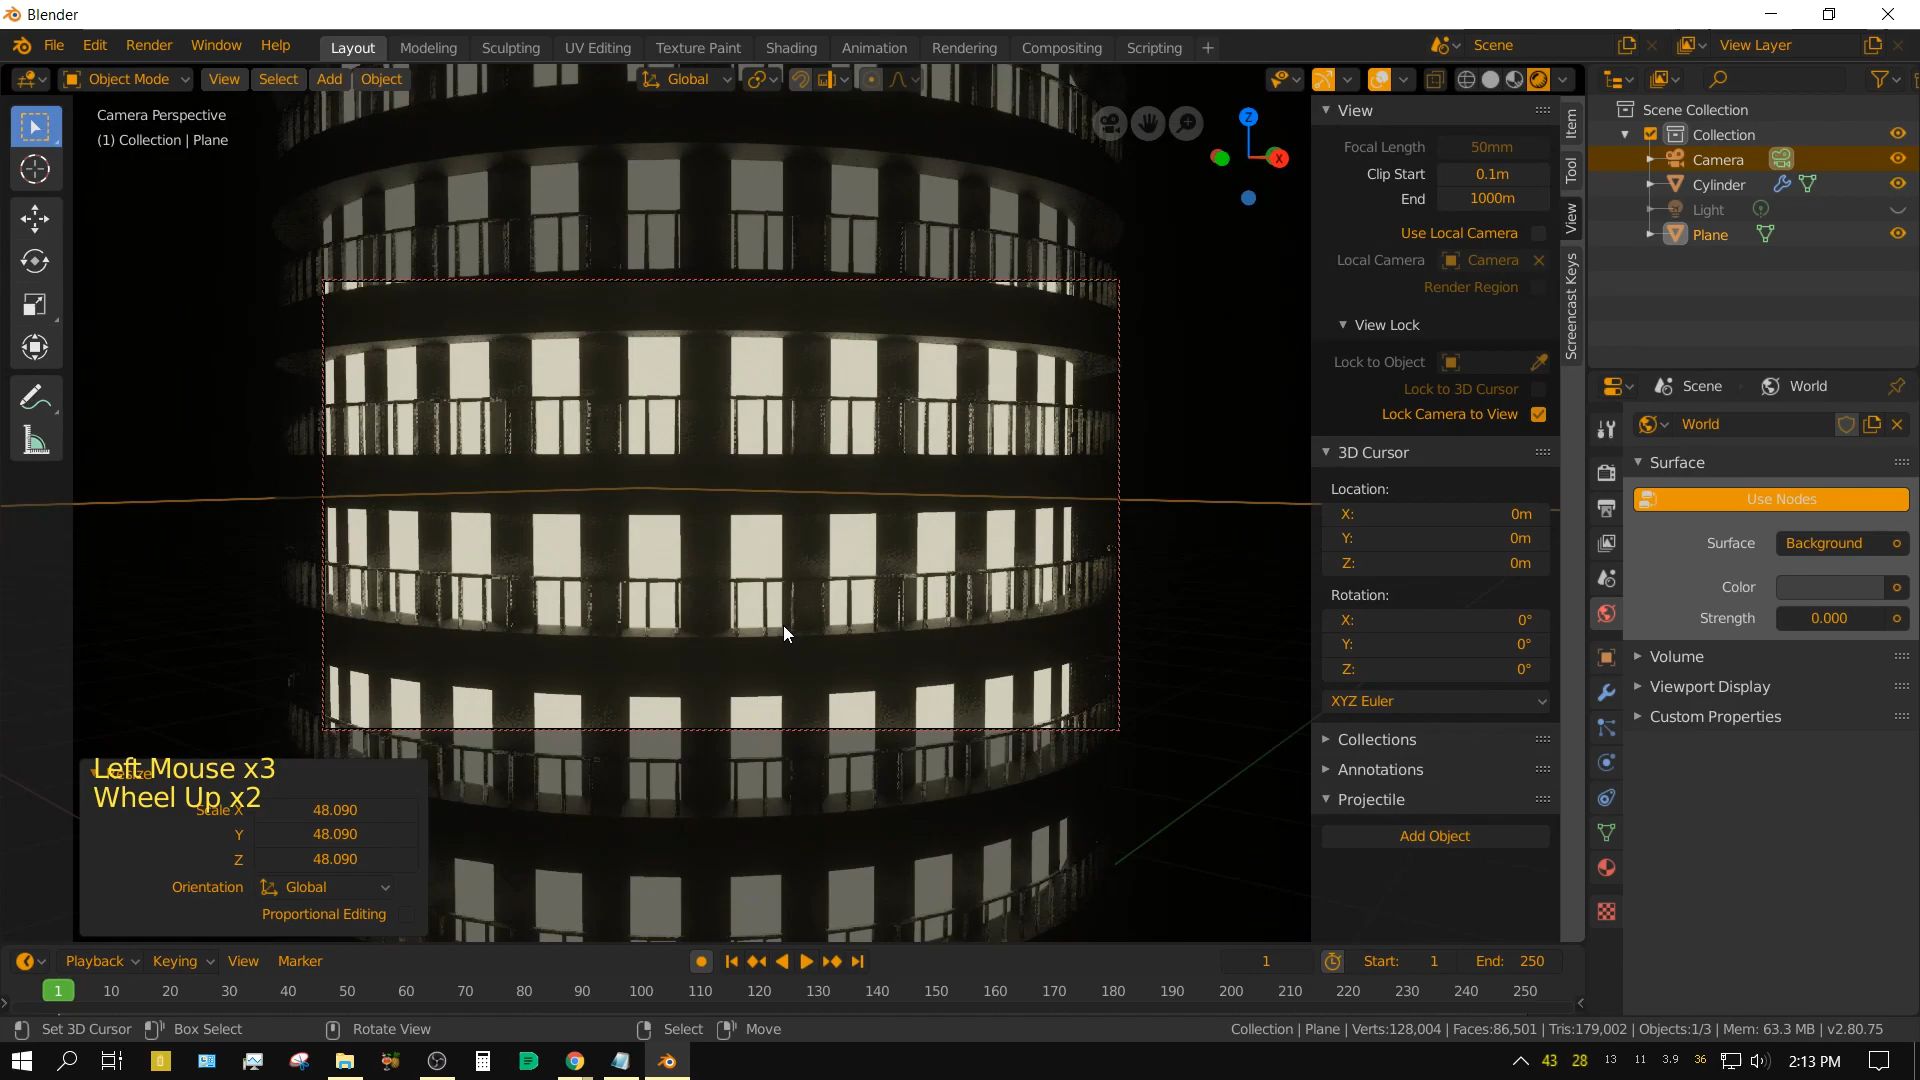 Blender
File Edit Render Window Help
Layout Modeling Sculpting UV Editing Texture Paint Shading Animation Rendering Compositing Scripting +
Scene
View Layer
Object Mode View Select Add Object
Global
Camera Perspective
(1) Collection | Plane
Z
X
View
Focal Length 50mm
Clip Start 0.1m
End 1000m
Use Local Camera
Local Camera Camera
Render Region
View Lock
Lock to Object
Lock to 3D Cursor
Lock Camera to View
3D Cursor
Location:
X: 0m
Y: 0m
Z: 0m
Rotation:
X: 0°
Y: 0°
Z: 0°
XYZ Euler
Collections
Annotations
Projectile
Add Object
Item
Tool
View
Screencast Keys
Scene Collection
Collection
Camera
Cylinder
Light
Plane
Scene World
World
Surface
Use Nodes
Surface Background
Color
Strength 0.000
Volume
Viewport Display
Custom Properties
Left Mouse x3
Wheel Up x2
Resize
Scale X 48.090
Y 48.090
Z 48.090
Orientation Global
Proportional Editing
Playback Keying View Marker
1 Start: 1 End: 250
1 10 20 30 40 50 60 70 80 90 100 110 120 130 140 150 160 170 180 190 200 210 220 230 240 250
Set 3D Cursor Box Select Rotate View Select Move
Collection | Plane | Verts:128,004 | Faces:86,501 | Tris:179,002 | Objects:1/3 | Mem: 63.3 MB | v2.80.75
43 28 13 11 3.9 36 2:13 PM